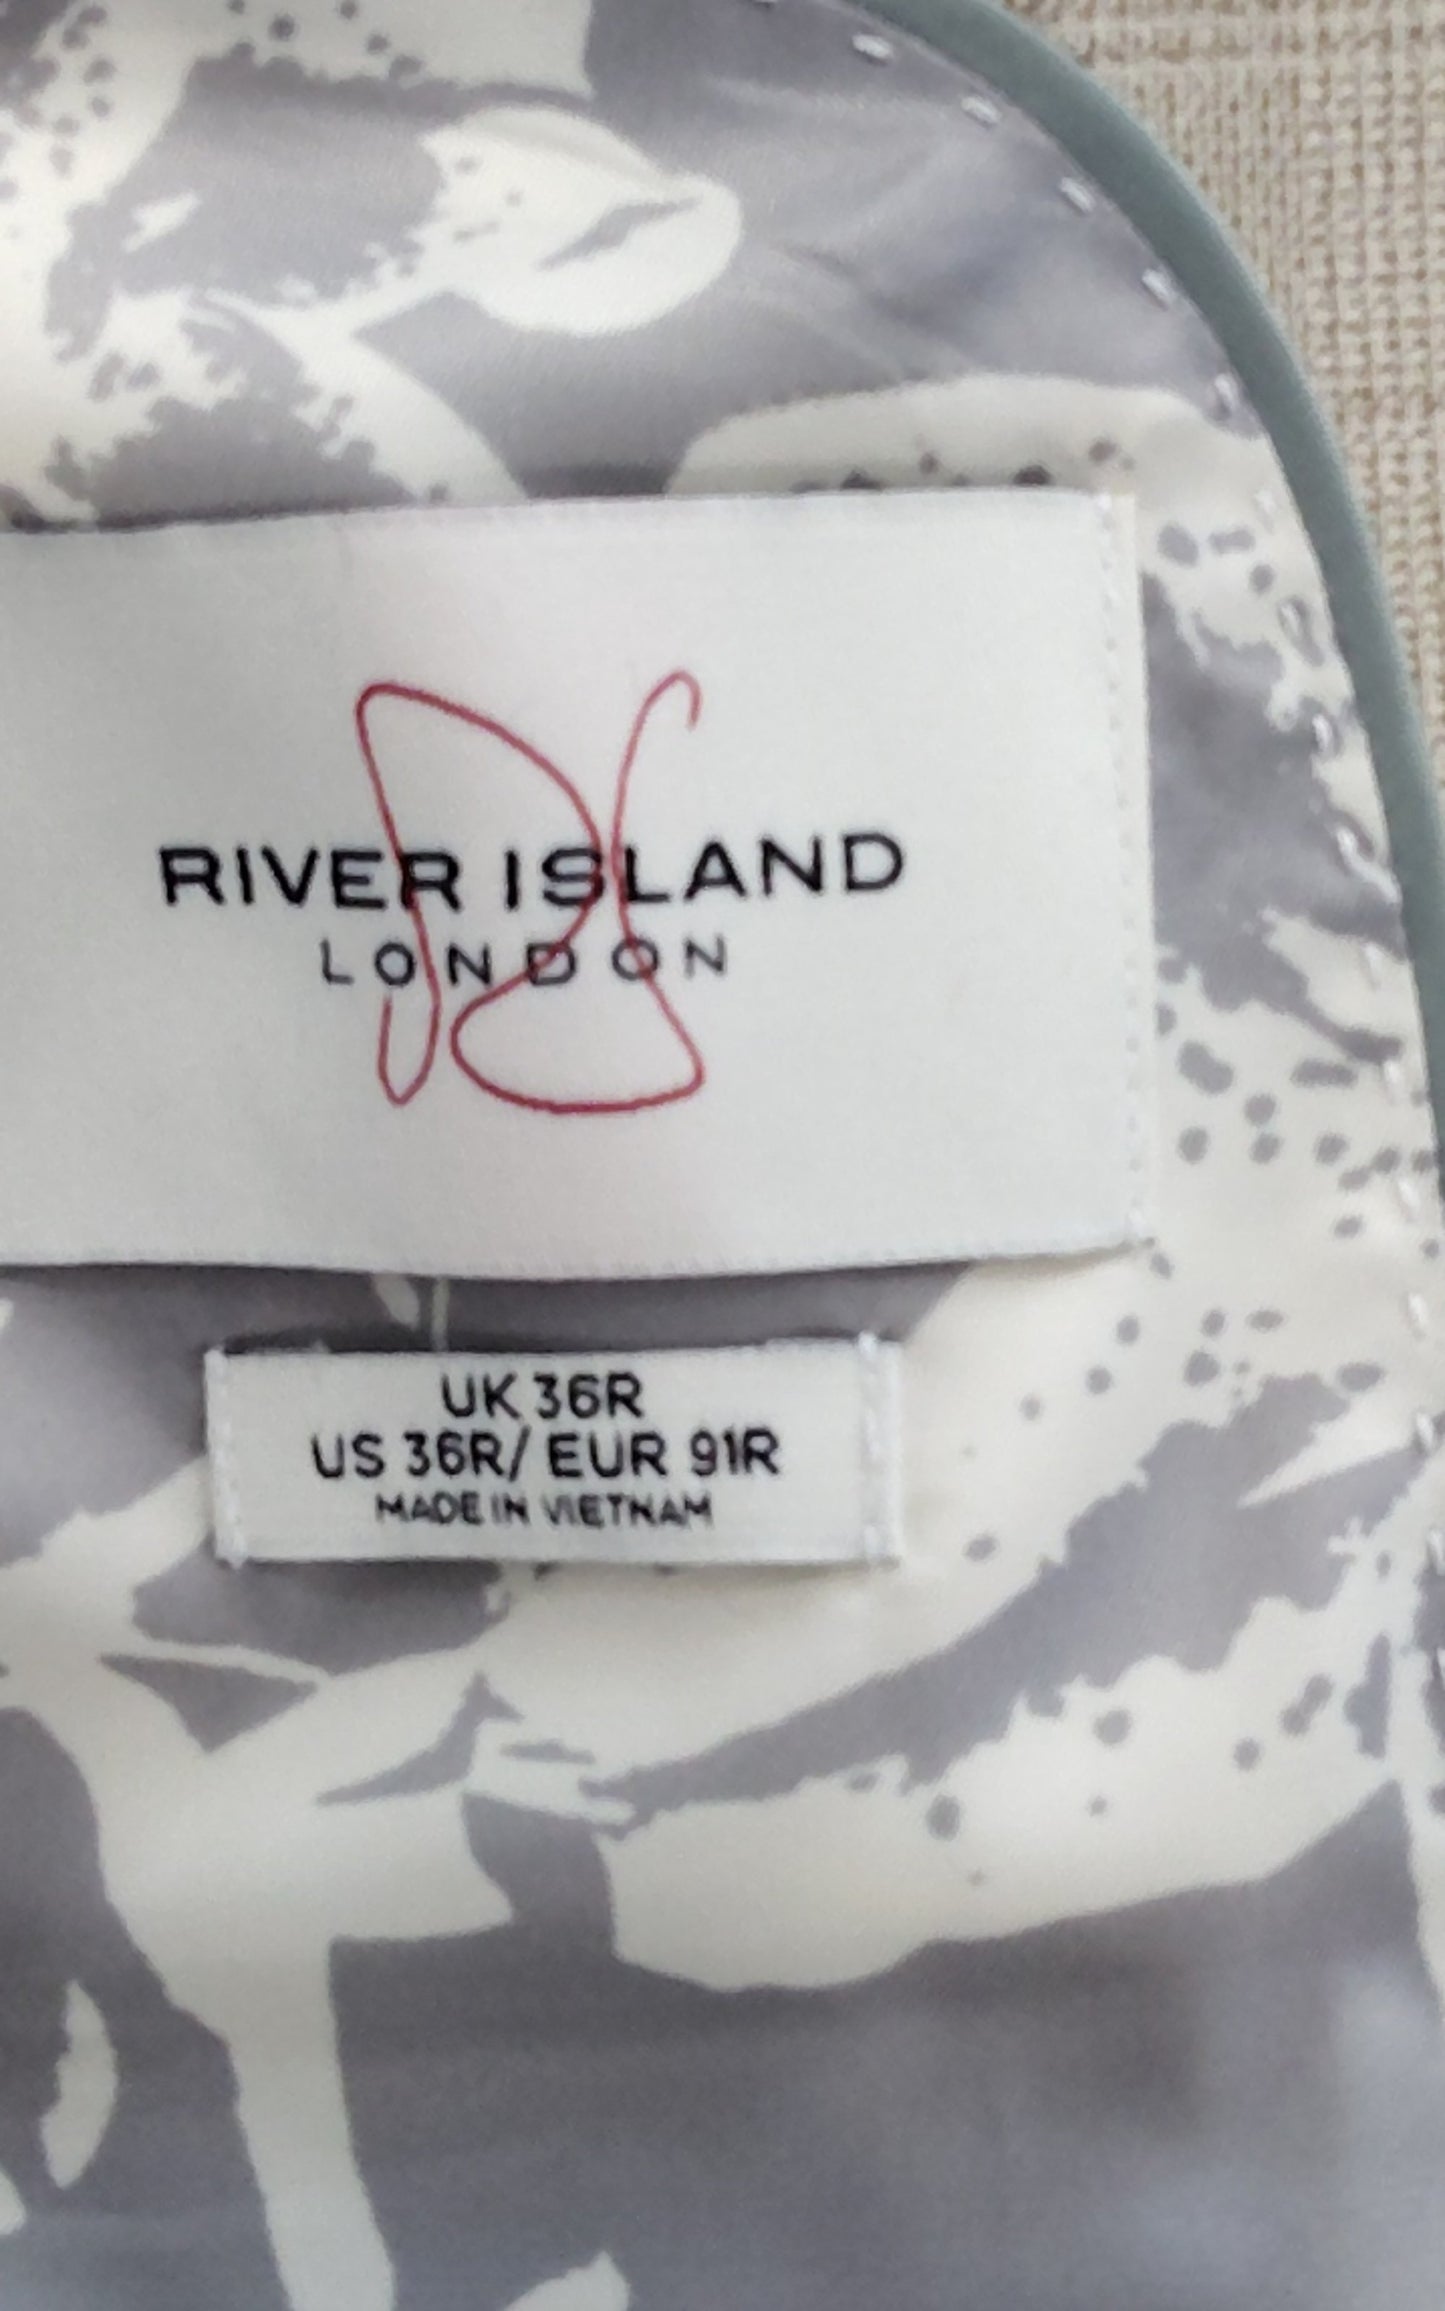 RIVER ISLAND
LONDON
UK 36R
US 36R/ EUR 91R
MADE IN VIETNAM